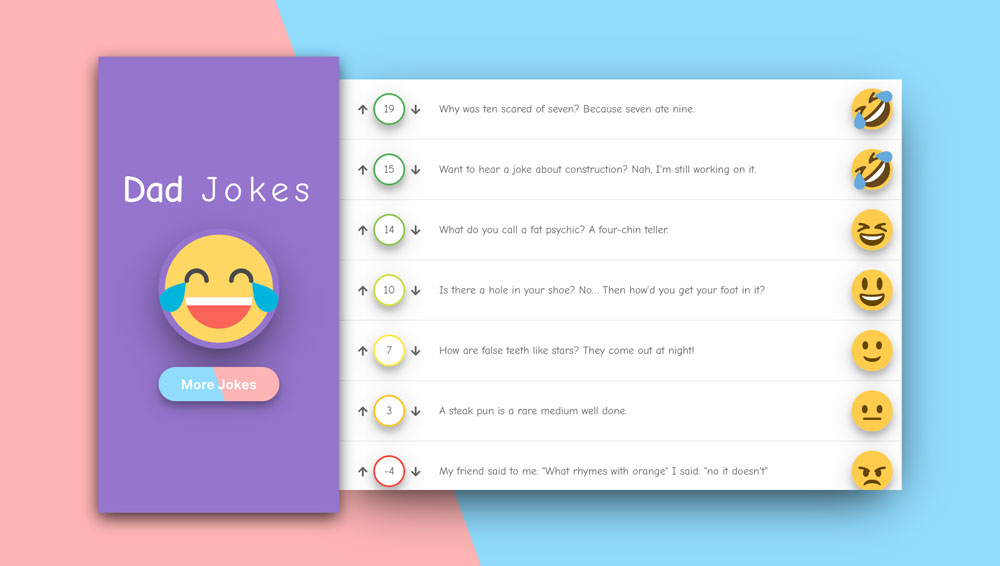 Dad Jokes
More Jokes
19 Why was ten scared of seven? Because seven ate nine.
15 Want to hear a joke about construction? Nah, I'm still working on it.
14 What do you call a fat psychic? A four-chin teller.
10 Is there a hole in your shoe? No... Then how'd you get your foot in it?
7 How are false teeth like stars? They come out at night!
3 A steak pun is a rare medium well done.
-4 My friend said to me: "What rhymes with orange" I said: "no it doesn't"